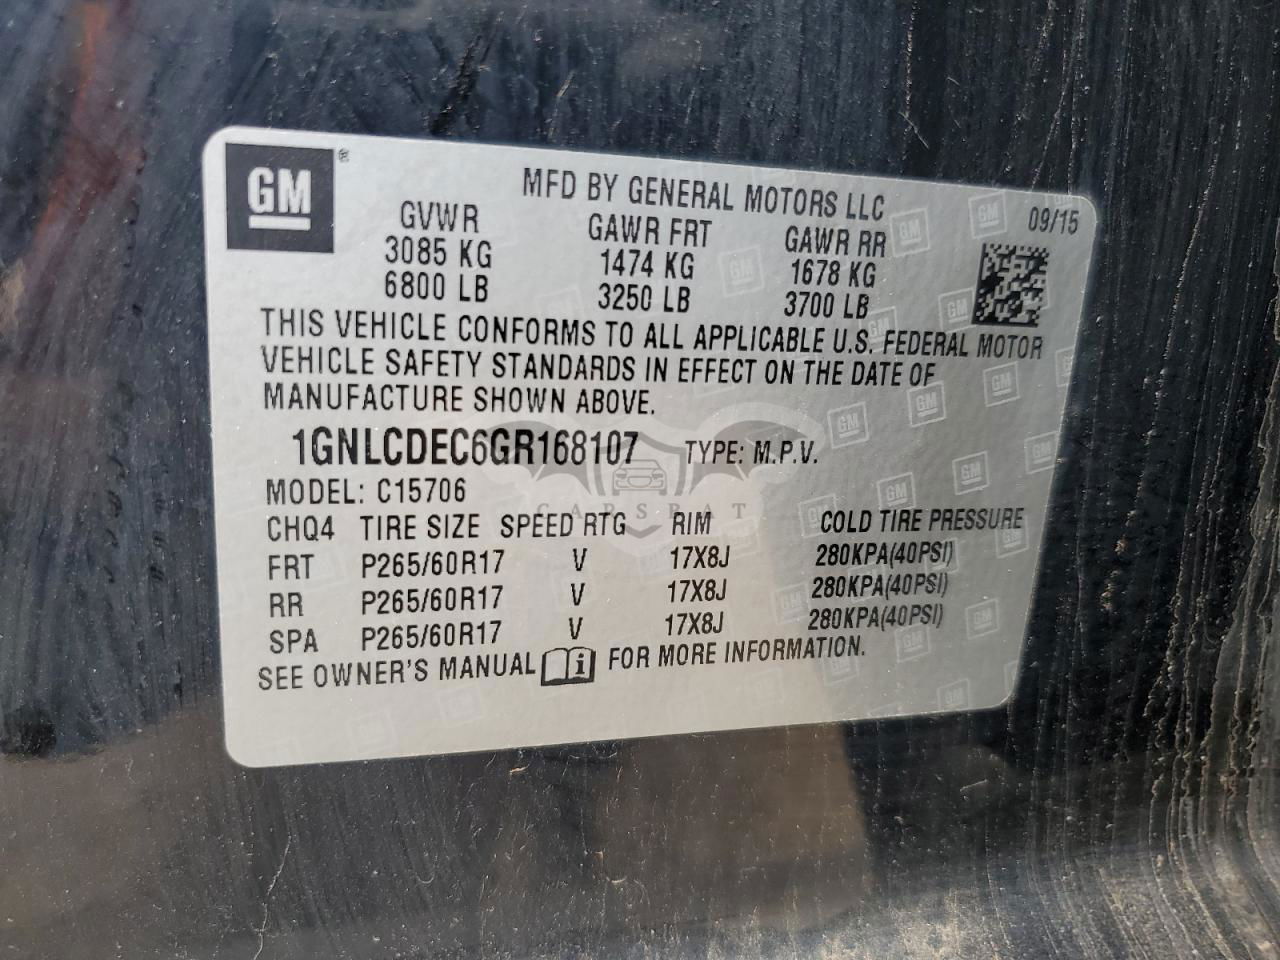 GM ®
MFD BY GENERAL MOTORS LLC
09/15
GVWR GAWR FRT GAWR RR
3085 KG 1474 KG 1678 KG
6800 LB 3250 LB 3700 LB
THIS VEHICLE CONFORMS TO ALL APPLICABLE U.S. FEDERAL MOTOR
VEHICLE SAFETY STANDARDS IN EFFECT ON THE DATE OF
MANUFACTURE SHOWN ABOVE.
1GNLCDEC6GR168107 TYPE: M.P.V.
MODEL: C15706
CARSBAT
CHQ4 TIRE SIZE SPEED RTG RIM COLD TIRE PRESSURE
FRT P265/60R17 V 17X8J 280KPA(40PSI)
RR P265/60R17 V 17X8J 280KPA(40PSI)
SPA P265/60R17 V 17X8J 280KPA(40PSI)
SEE OWNER'S MANUAL i FOR MORE INFORMATION.